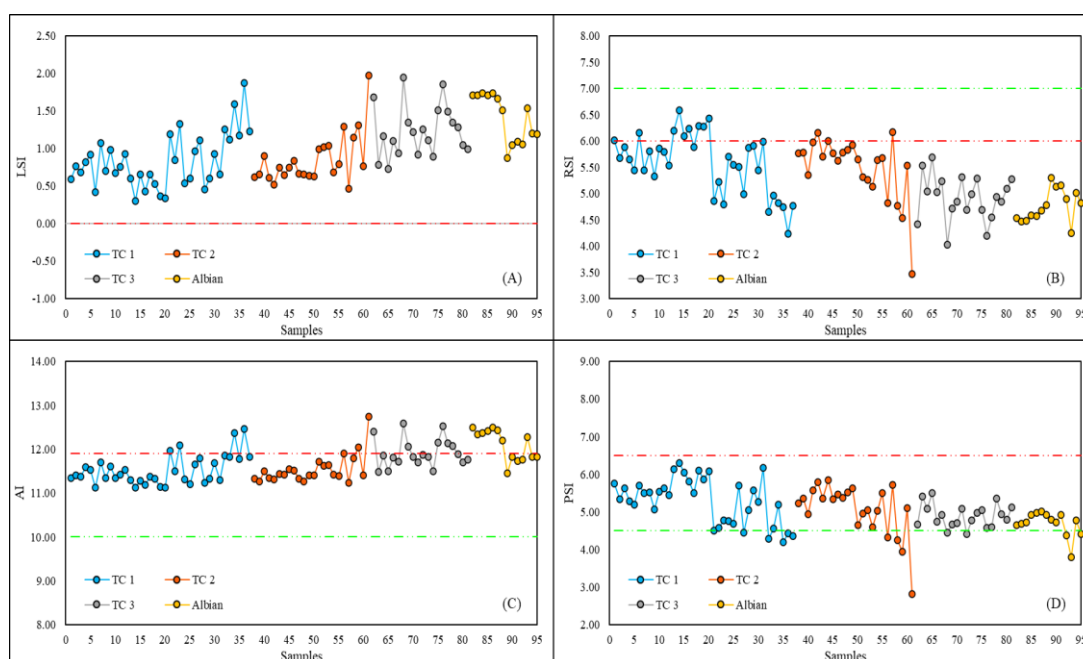 2.50
2.00
1.50
1.00
0.50
0.00
-0.50
-1.00
LSI
TC 1 TC 2
TC 3 Albian
(A)
0 5 10 15 20 25 30 35 40 45 50 55 60 65 70 75 80 85 90 95
Samples
8.00
7.50
7.00
6.50
6.00
5.50
5.00
4.50
4.00
3.50
3.00
RSI
TC 1 TC 2
TC 3 Albian
(B)
0 5 10 15 20 25 30 35 40 45 50 55 60 65 70 75 80 85 90 95
Samples
14.00
13.00
12.00
11.00
10.00
9.00
8.00
AI
TC 1 TC 2
TC 3 Albian
(C)
0 5 10 15 20 25 30 35 40 45 50 55 60 65 70 75 80 85 90 95
Samples
9.00
8.00
7.00
6.00
5.00
4.00
3.00
2.00
PSI
TC 1 TC 2
TC 3 Albian
(D)
0 5 10 15 20 25 30 35 40 45 50 55 60 65 70 75 80 85 90 95
Samples